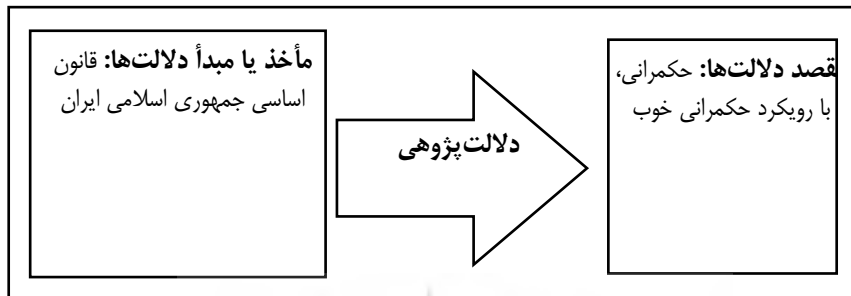 مأخذ یا مبدأ دلالت‌ها: قانون
اساسی جمهوری اسلامی ایران
دلالت‌پژوهی
قصد دلالت‌ها: حکمرانی،
با رویکرد حکمرانی خوب